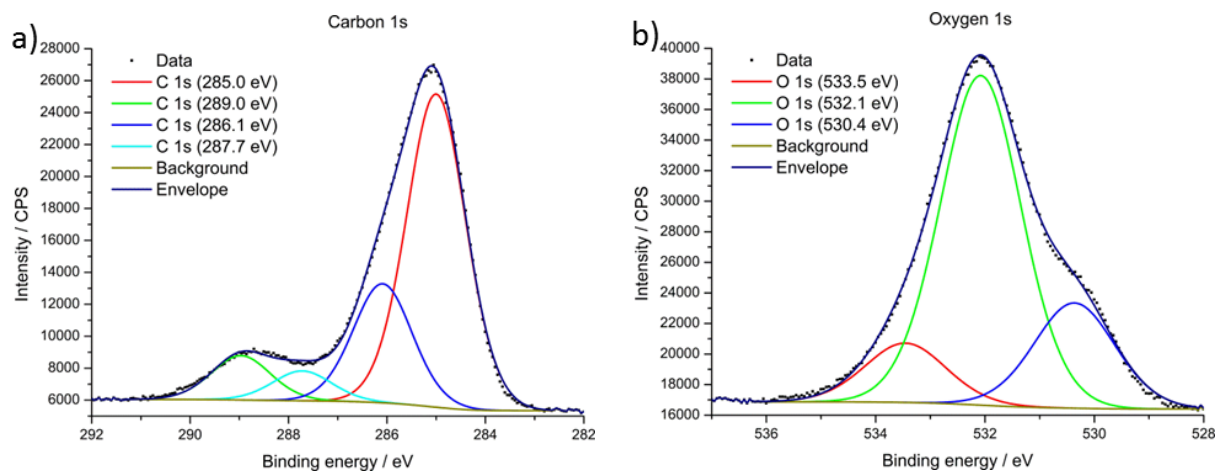 a)
Carbon 1s
Data
C 1s (285.0 eV)
C 1s (289.0 eV)
C 1s (286.1 eV)
C 1s (287.7 eV)
Background
Envelope
28000
26000
24000
22000
20000
18000
16000
14000
12000
10000
8000
6000
Intensity / CPS
292 290 288 286 284 282
Binding energy / eV
b)
Oxygen 1s
Data
O 1s (533.5 eV)
O 1s (532.1 eV)
O 1s (530.4 eV)
Background
Envelope
40000
38000
36000
34000
32000
30000
28000
26000
24000
22000
20000
18000
16000
Intensity / CPS
536 534 532 530 528
Binding energy / eV